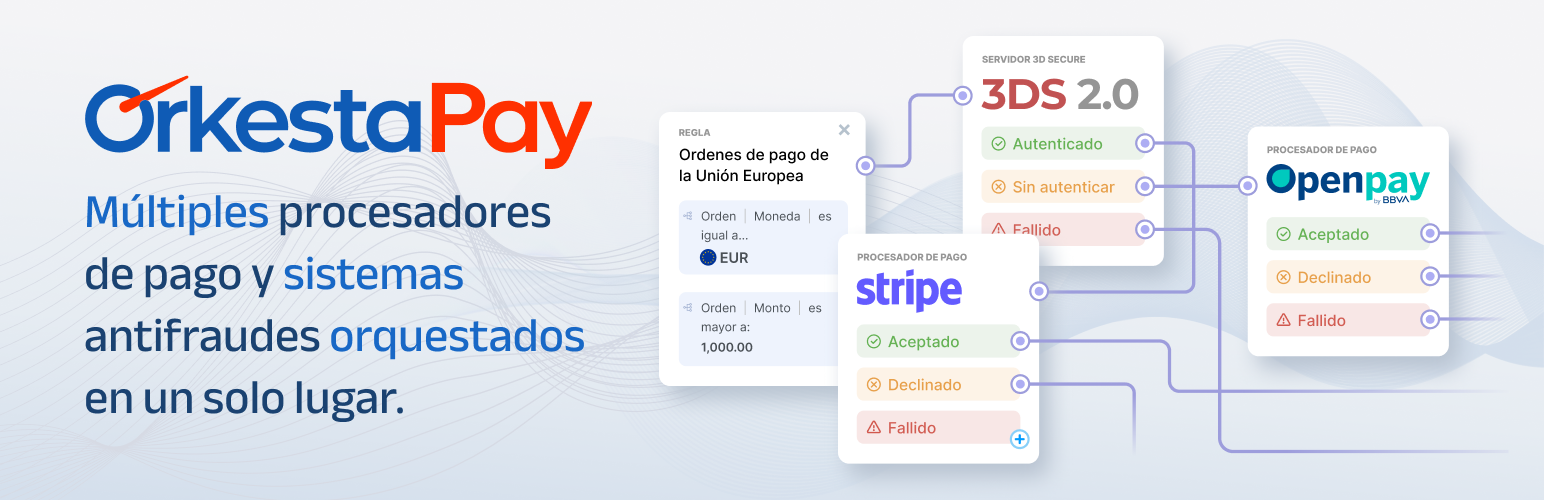 OrkestaPay
Múltiples procesadores
de pago y sistemas
antifraudes orquestados
en un solo lugar.
REGLA
Ordenes de pago de
la Unión Europea
Orden | Moneda | es
igual a...
EUR
Orden | Monto | es
mayor a:
1,000.00
SERVIDOR 3D SECURE
3DS 2.0
Autenticado
Sin autenticar
Fallido
PROCESADOR DE PAGO
stripe
Aceptado
Declinado
Fallido
PROCESADOR DE PAGO
Openpay
by BBVA
Aceptado
Declinado
Fallido